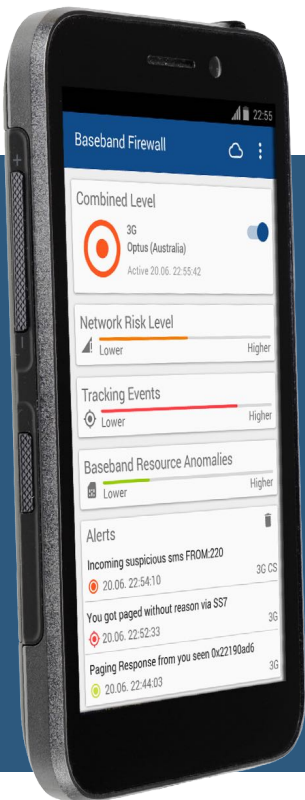 22:55
Baseband Firewall
Combined Level
3G
Optus (Australia)
Active 20.06. 22:55:42
Network Risk Level
Lower Higher
Tracking Events
Lower Higher
Baseband Resource Anomalies
Lower Higher
Alerts
Incoming suspicious sms FROM:220
20.06. 22:54:10 3G CS
You got paged without reason via SS7
20.06. 22:52:33 3G
Paging Response from you seen 0x22190ad6
20.06. 22:44:03 3G